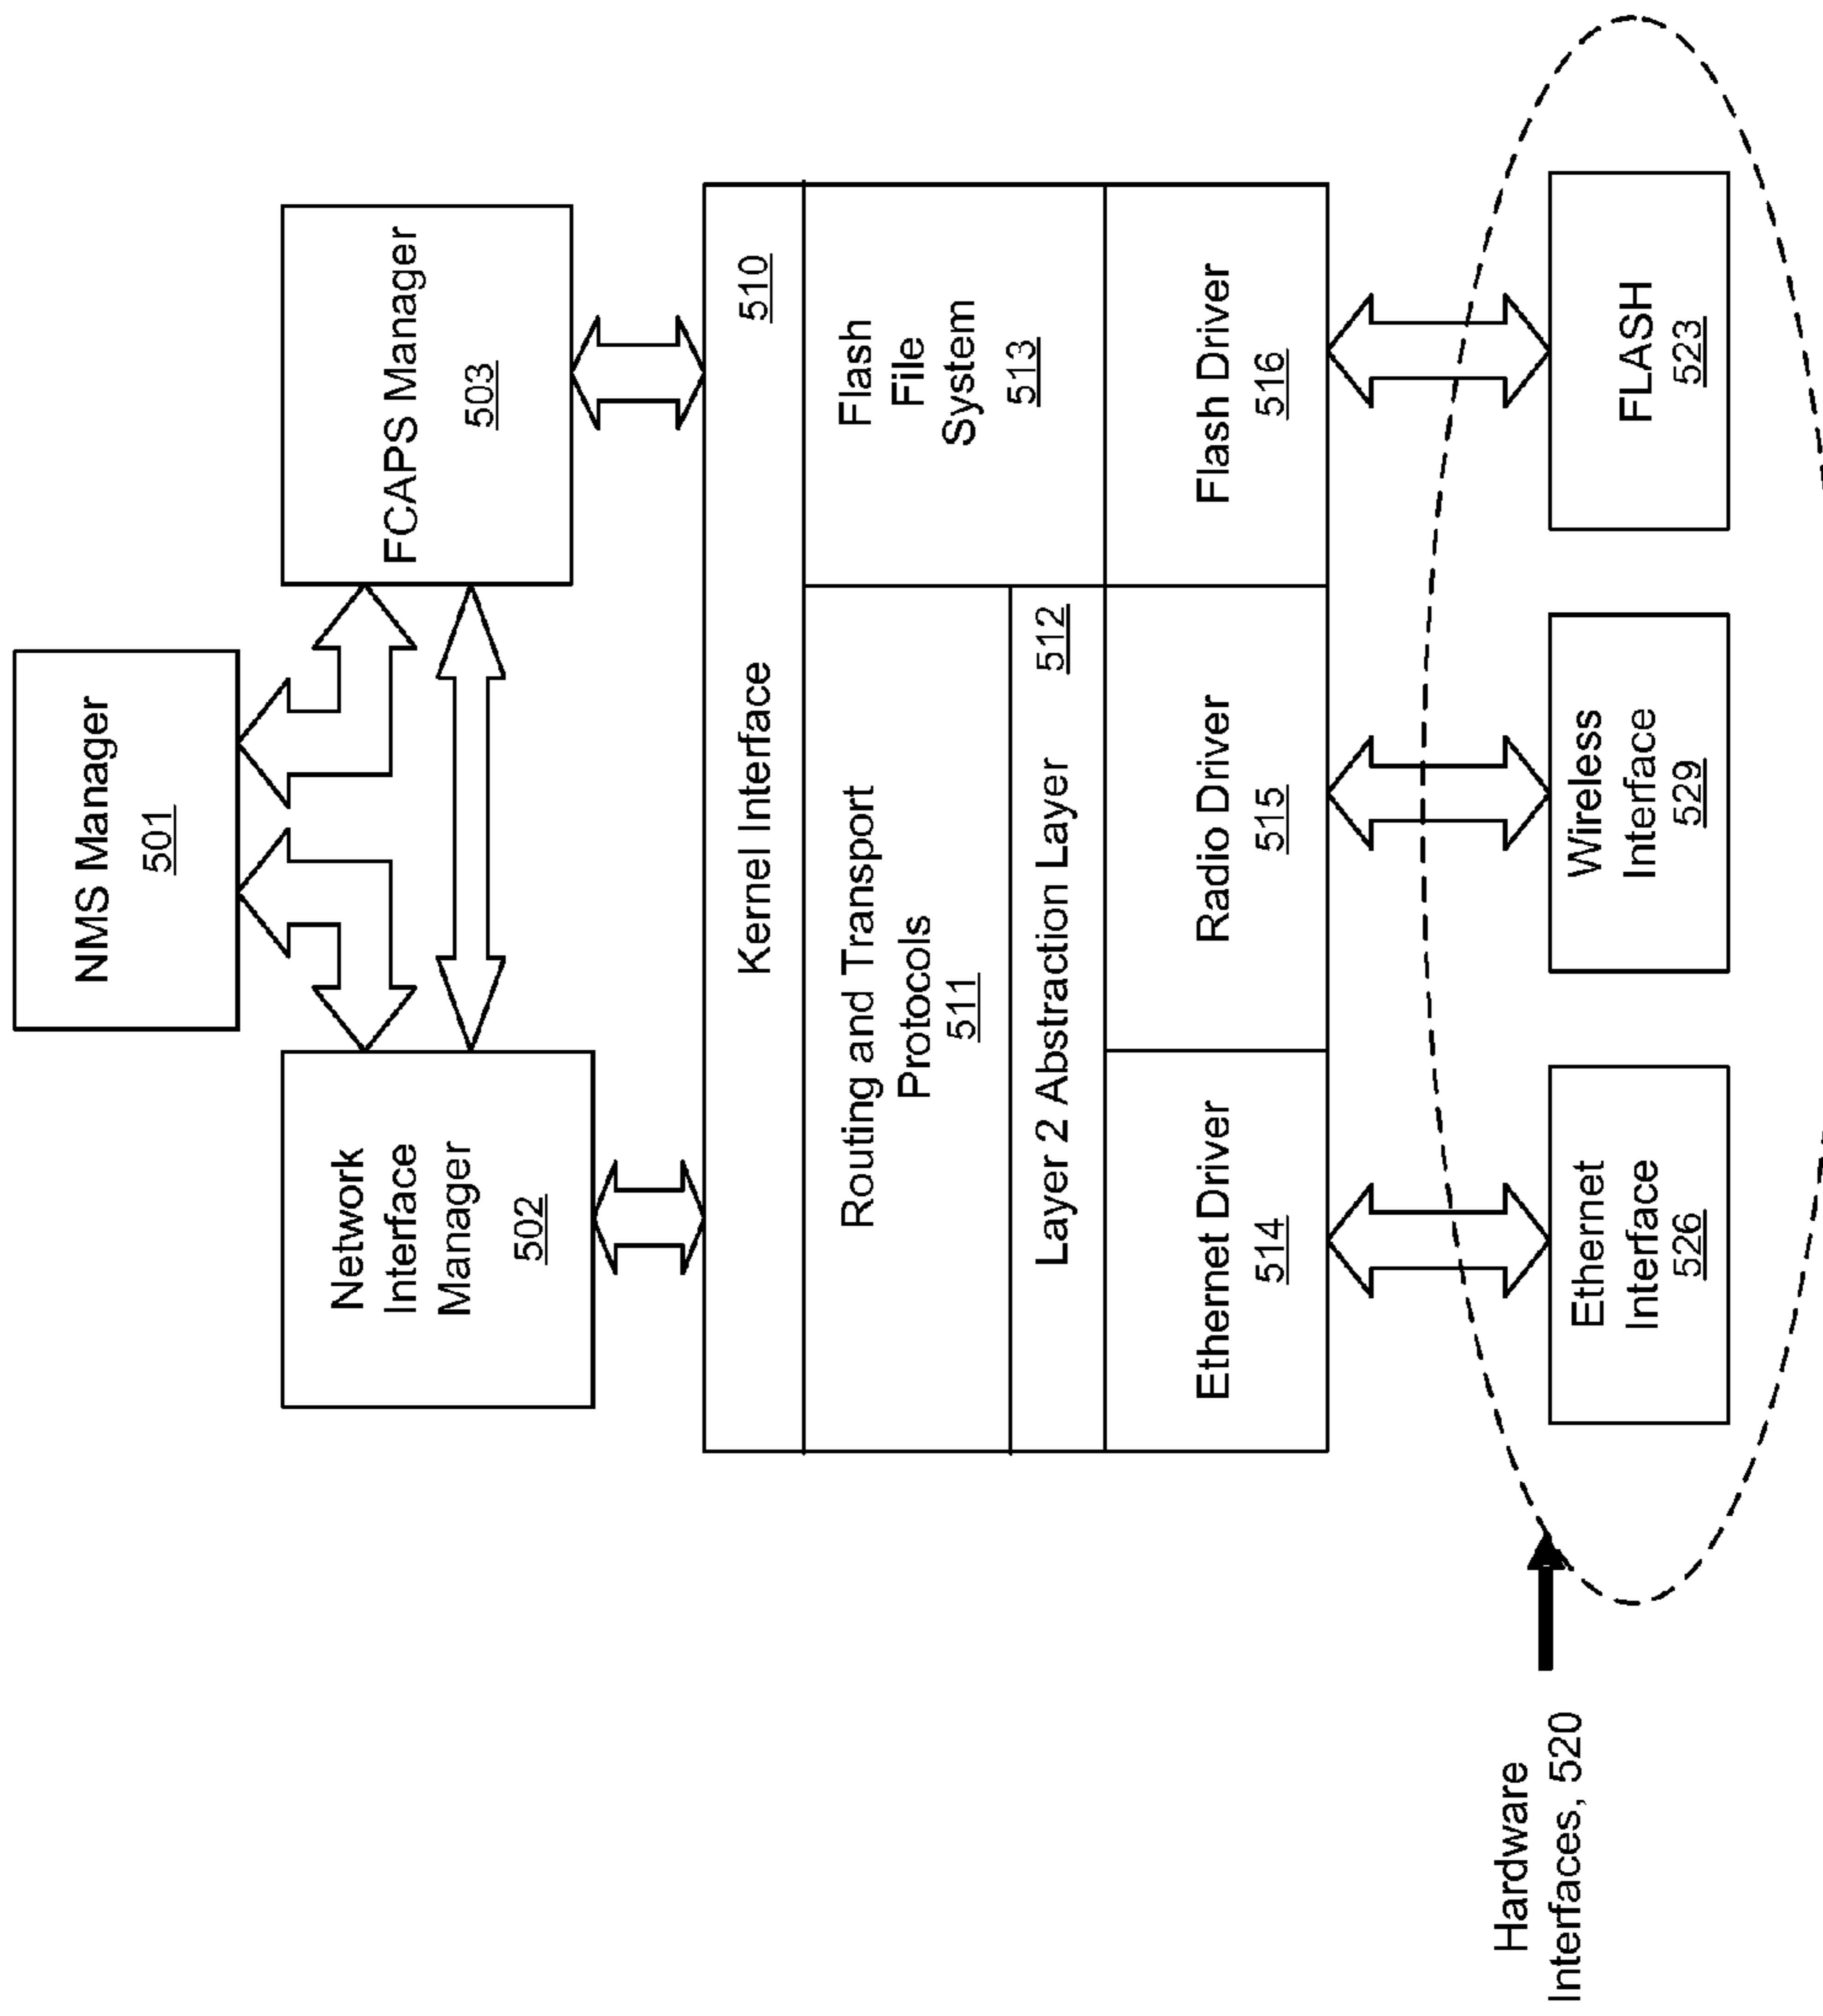 NMS Manager
501
Network
Interface
Manager
502
FCAPS Manager
503
Kernel Interface
510
Routing and Transport
Protocols
511
Flash
File
System
513
Layer 2 Abstraction Layer
512
Ethernet Driver
514
Radio Driver
515
Flash Driver
516
Hardware
Interfaces, 520
Ethernet
Interface
526
Wireless
Interface
529
FLASH
523